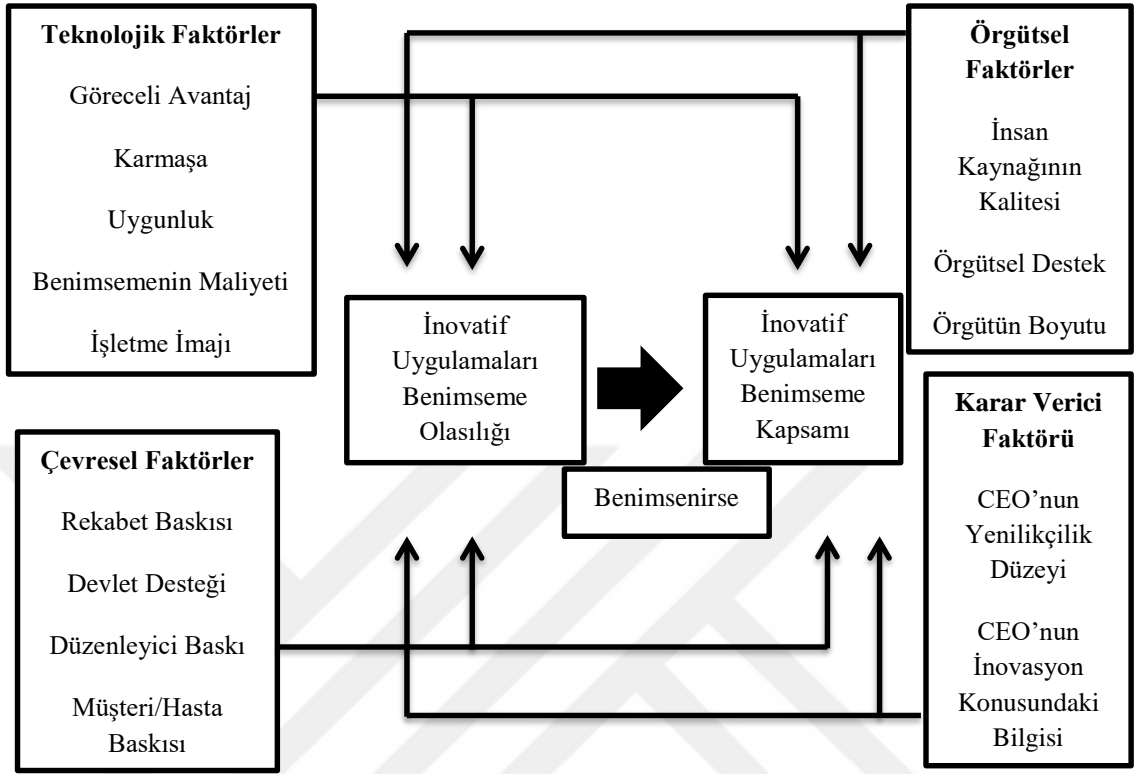 Teknolojik Faktörler
Göreceli Avantaj
Karmaşa
Uygunluk
Benimsemenin Maliyeti
İşletme İmajı
Örgütsel
Faktörler
İnsan
Kaynağının
Kalitesi
Örgütsel Destek
Örgütün Boyutu
İnovatif
Uygulamaları
Benimseme
Olasılığı
İnovatif
Uygulamaları
Benimseme
Kapsamı
Benimsenirse
Çevresel Faktörler
Rekabet Baskısı
Devlet Desteği
Düzenleyici Baskı
Müşteri/Hasta
Baskısı
Karar Verici
Faktörü
CEO’nun
Yenilikçilik
Düzeyi
CEO’nun
İnovasyon
Konusundaki
Bilgisi